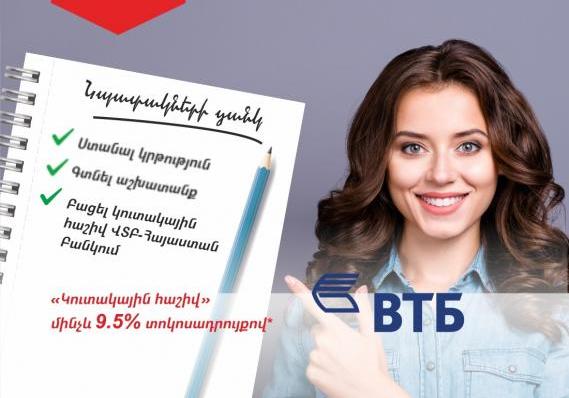 Նպատակների ցանկ
Ստանալ կրթություն
Գտնել աշխատանք
Բացել կուտակային
հաշիվ ՎՏԲ-Հայաստան
Բանկում
«Կուտակային հաշիվ»
մինչև 9.5% տոկոսադրույքով*
ВТБ